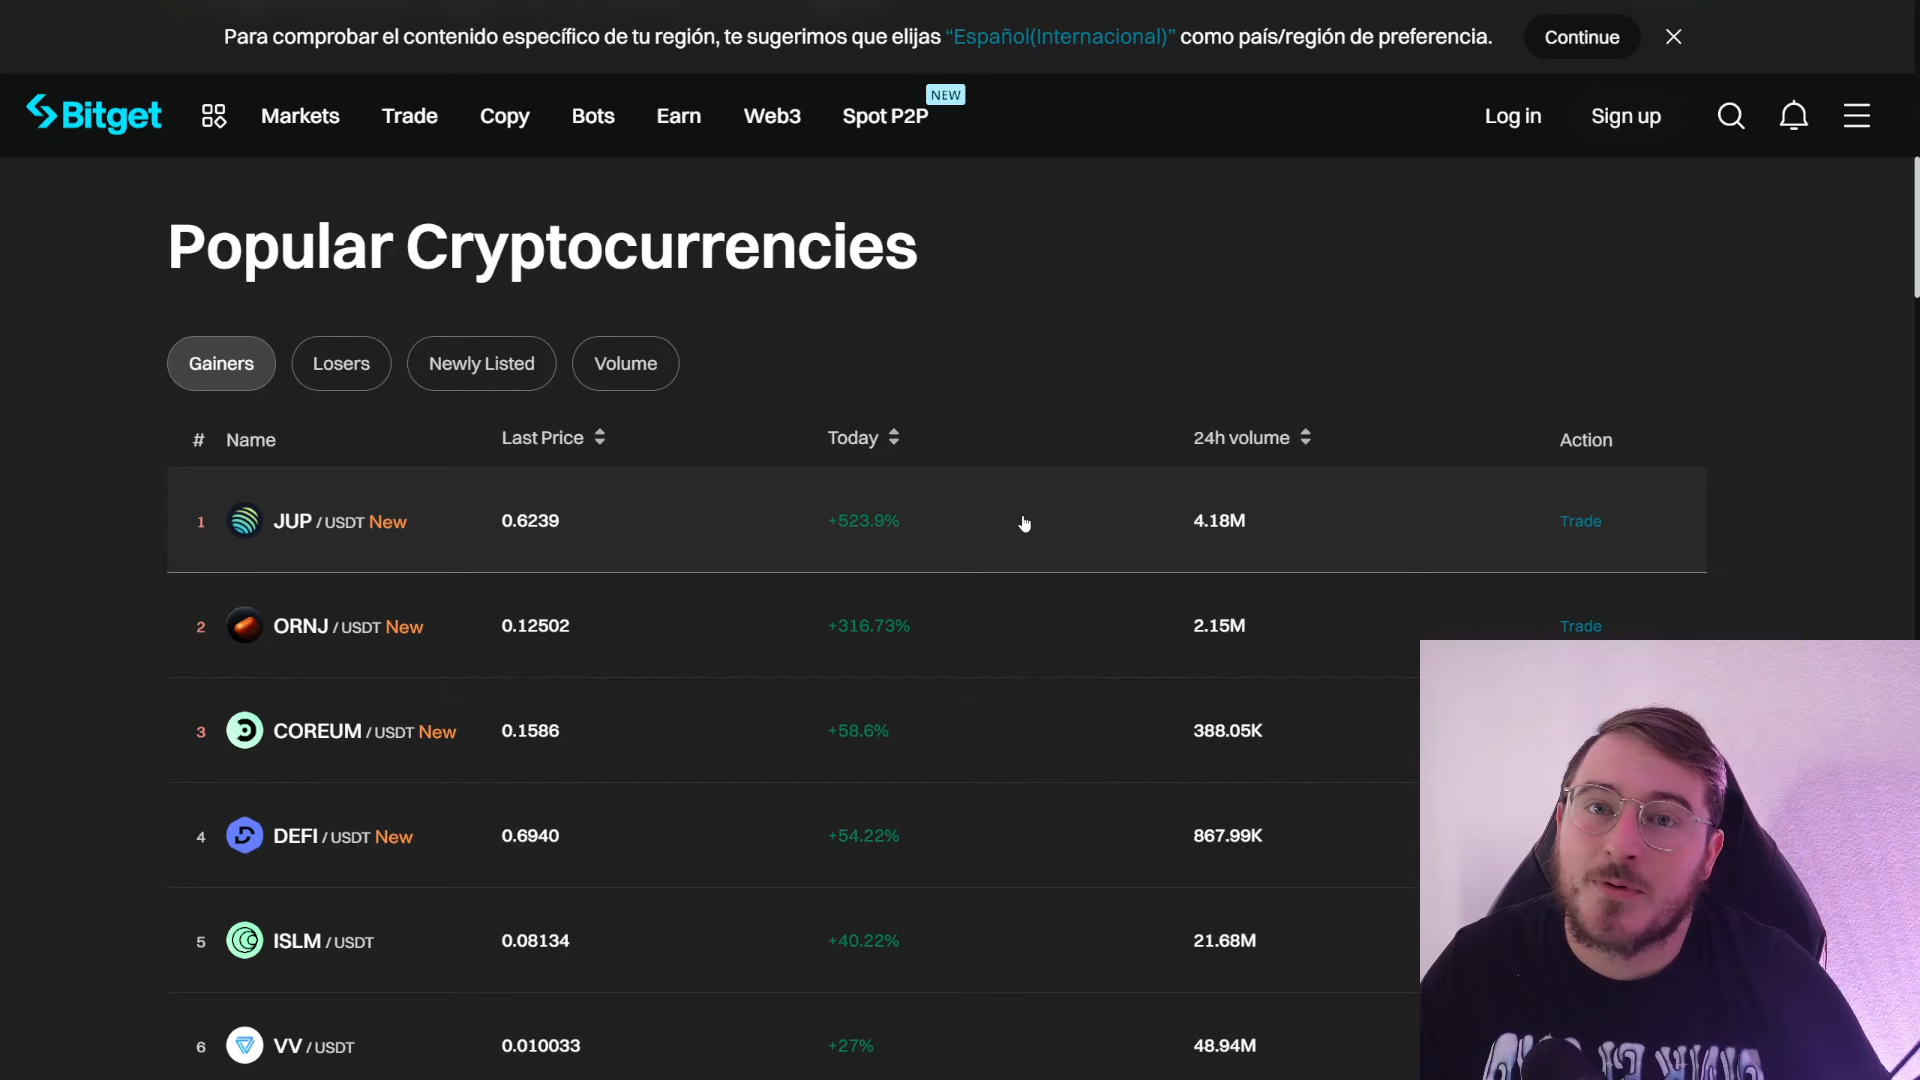 Para comprobar el contenido específico de tu región, te sugerimos que elijas “Español(Internacional)” como país/región de preferencia. Continue
Bitget Markets Trade Copy Bots Earn Web3 Spot P2P NEW Log in Sign up
Popular Cryptocurrencies
Gainers Losers Newly Listed Volume
# Name Last Price Today 24h volume Action
1 JUP / USDT New 0.6239 +523.9% 4.18M Trade
2 ORNJ / USDT New 0.12502 +316.73% 2.15M Trade
3 COREUM / USDT New 0.1586 +58.6% 388.05K
4 DEFI / USDT New 0.6940 +54.22% 867.99K
5 ISLM / USDT 0.08134 +40.22% 21.68M
6 VV / USDT 0.010033 +27% 48.94M